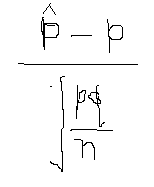 p̂ - p
√(pq
n)